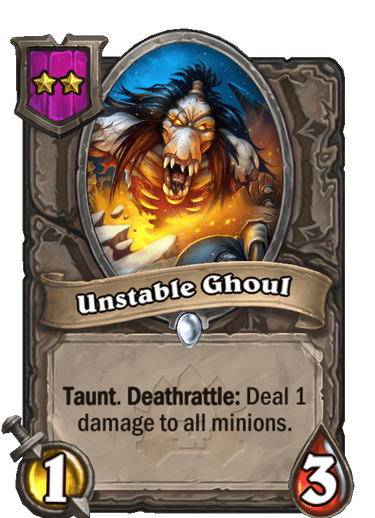 Unstable Ghoul
Taunt. Deathrattle: Deal 1
damage to all minions.
1
3